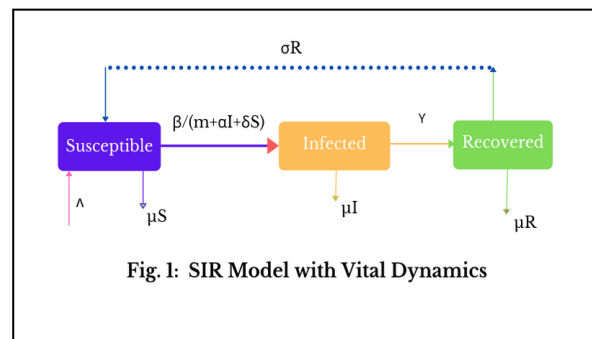 σR
β/(m+αI+δS)
Susceptible
Infected
Υ
Recovered
Λ
μS
μI
μR
Fig. 1: SIR Model with Vital Dynamics